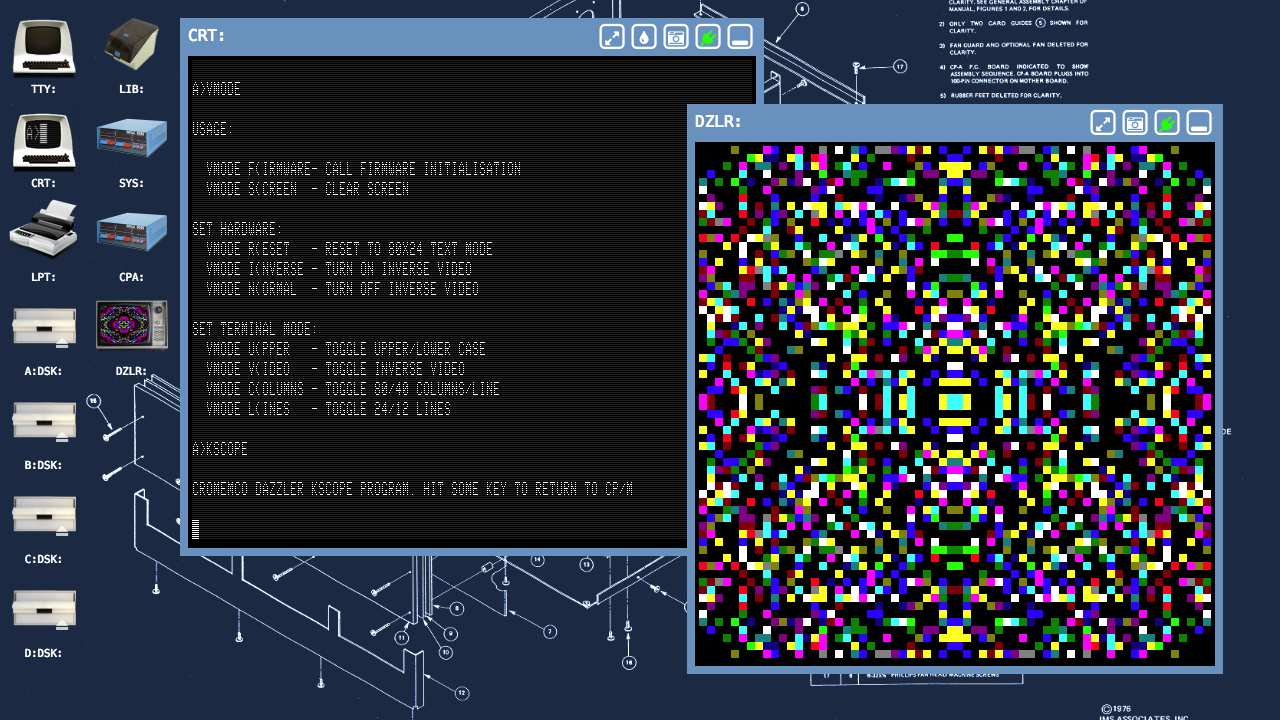 TTY:
LIB:
CRT:
SYS:
LPT:
CPA:
A:DSK:
DZLR:
B:DSK:
C:DSK:
D:DSK:
CRT:
A>VMODE
USAGE:
VMODE F(IRMWARE- CALL FIRMWARE INITIALISATION
VMODE S(CREEN  - CLEAR SCREEN
SET HARDWARE:
VMODE R(ESET   - RESET TO 80X24 TEXT MODE
VMODE I(NVERSE - TURN ON INVERSE VIDEO
VMODE N(ORMAL  - TURN OFF INVERSE VIDEO
SET TERMINAL MODE:
VMODE U(PPER   - TOGGLE UPPER/LOWER CASE
VMODE V(IDEO   - TOGGLE INVERSE VIDEO
VMODE C(OLUMNS - TOGGLE 80/40 COLUMNS/LINE
VMODE L(INES   - TOGGLE 24/12 LINES
A>KSCOPE
CROMEMCO DAZZLER KSCOPE PROGRAM. HIT SOME KEY TO RETURN TO CP/M
DZLR:
CARITY. SEE GENERAL ASSEMBLY CHAPTER OF
MANUAL, FIGURES 1 AND 2, FOR DETAILS.
2) ONLY TWO CARD GUIDES 5 SHOWN FOR
CLARITY.
3) FAN GUARD AND OPTIONAL FAN DELETED FOR
CLARITY.
4) CP-A P.C. BOARD INDICATED TO SHOW
ASSEMBLY SEQUENCE. CP-A BOARD PLUGS INTO
100-PIN CONNECTOR ON MOTHER BOARD.
5) RUBBER FEET DELETED FOR CLARITY.
6
17
16
14
13
8
11
9
10
7
16
12
17 8 6-32x¼" PHILLIPS PAN HEAD MACHINE SCREWS
©1976
IMS ASSOCIATES, INC.